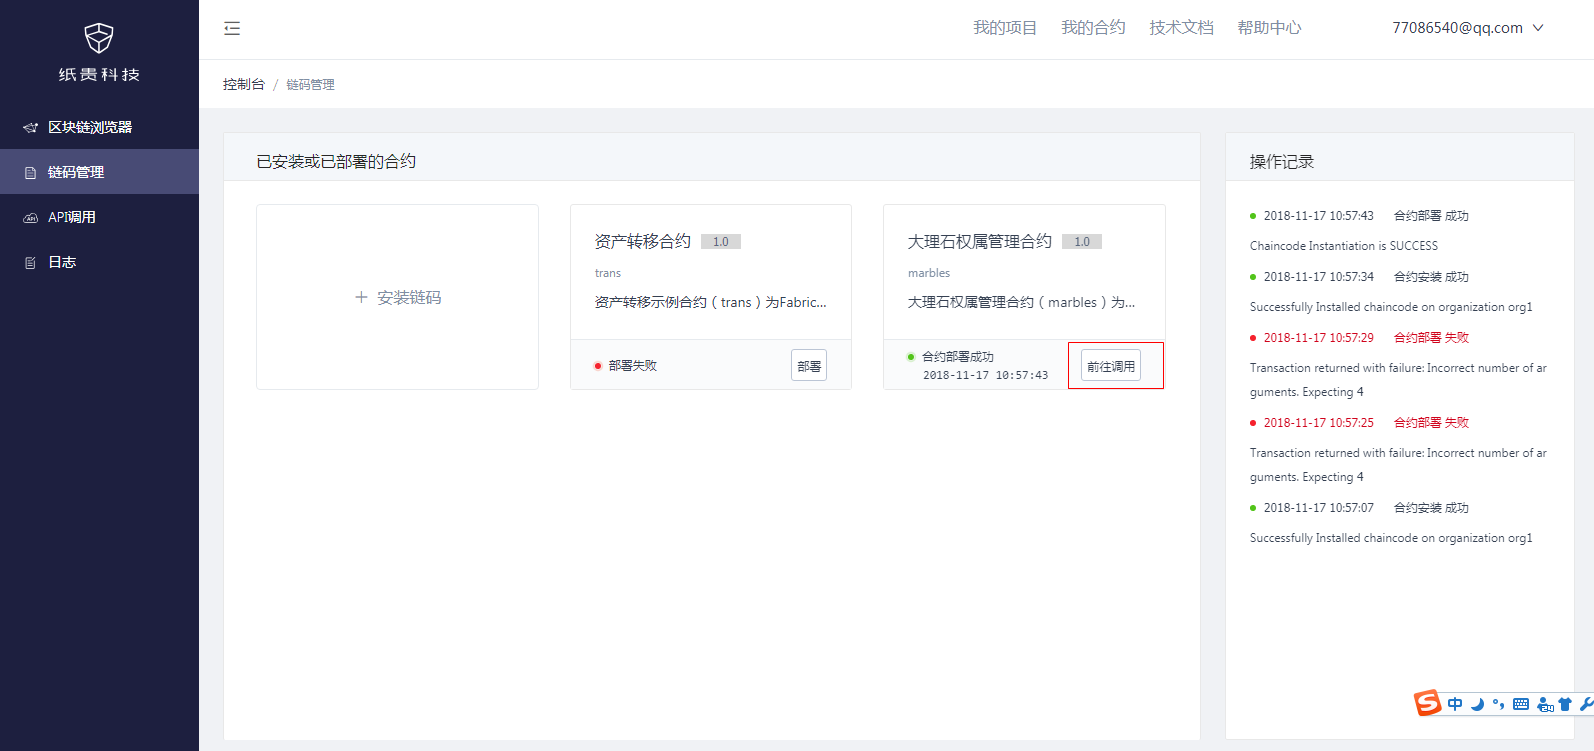 纸贵科技
我的项目 我的合约 技术文档 帮助中心 77086540@qq.com
控制台 / 链码管理
区块链浏览器
链码管理
API调用
日志
已安装或已部署的合约
+ 安装链码
资产转移合约 1.0
trans
资产转移示例合约（trans）为Fabric...
部署失败 部署
大理石权属管理合约 1.0
marbles
大理石权属管理合约（marbles）为...
合约部署成功
2018-11-17 10:57:43
前往调用
操作记录
2018-11-17 10:57:43 合约部署 成功
Chaincode Instantiation is SUCCESS
2018-11-17 10:57:34 合约安装 成功
Successfully Installed chaincode on organization org1
2018-11-17 10:57:29 合约部署 失败
Transaction returned with failure: Incorrect number of ar
guments. Expecting 4
2018-11-17 10:57:25 合约部署 失败
Transaction returned with failure: Incorrect number of ar
guments. Expecting 4
2018-11-17 10:57:07 合约安装 成功
Successfully Installed chaincode on organization org1
S 中